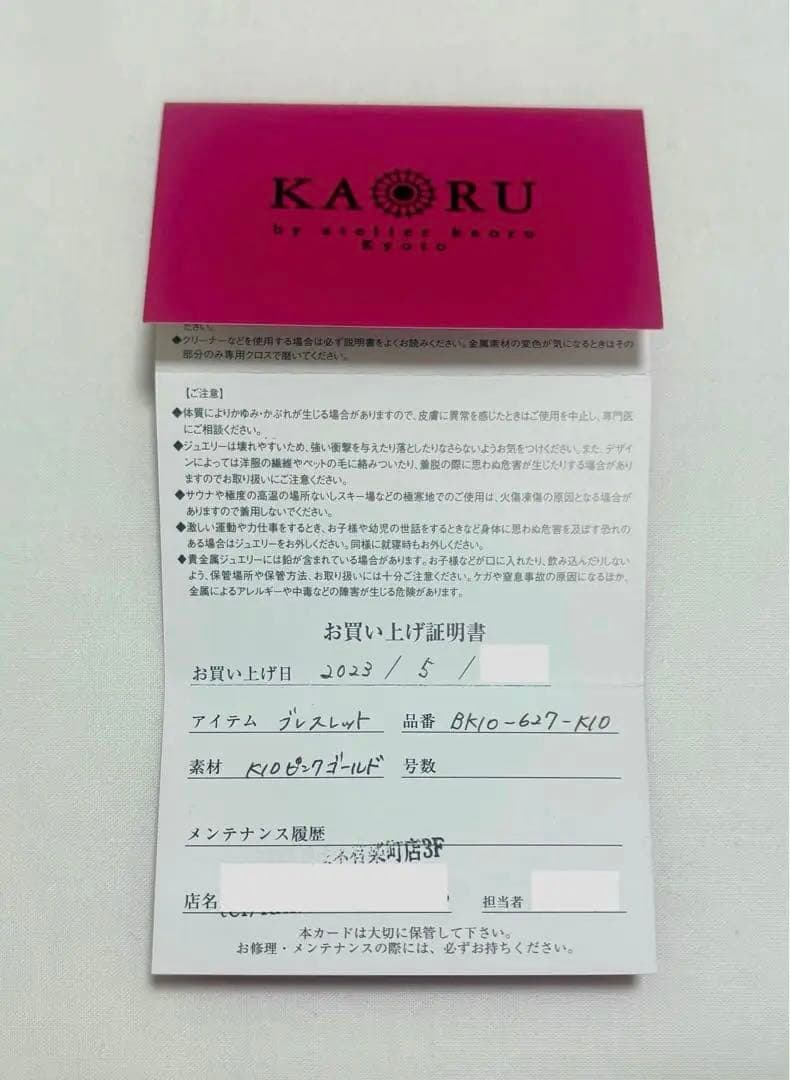 KAORU
by atelier kaoru
Kyoto
ださい。
◆クリーナーなどを使用する場合は必ず説明書をよくお読みください。金属素材の変色が気になるときはその
部分のみ専用クロスで磨いてください。
【ご注意】
◆体質によりかゆみ・かぶれが生じる場合がありますので、皮膚に異常を感じたときはご使用を中止し、専門医
にご相談ください。
◆ジュエリーは壊れやすいため、強い衝撃を与えたり落としたりなさらないようお気をつけください。また、デザイ
ンによっては洋服の繊維やペットの毛に絡みついたり、着脱の際に思わぬ危害が生じたりする場合があり
ますのでお取り扱いにご注意ください。
◆サウナや極度の高温の場所ないしスキー場などの極寒地でのご使用は、火傷凍傷の原因となる場合が
ありますので着用しないでください。
◆激しい運動や力仕事をするとき、お子様や幼児の世話をするときなど身体に思わぬ危害を及ぼす恐れの
ある場合はジュエリーをお外しください。同様に就寝時もお外しください。
◆貴金属ジュエリーには鉛が含まれている場合があります。お子様などが口に入れたり、飲み込んだりしない
よう、保管場所や保管方法、お取り扱いには十分ご注意ください。ケガや窒息事故の原因になるほか、
金属によるアレルギーや中毒などの障害が生じる危険があります。
お買い上げ証明書
お買い上げ日 2023 / 5 /
アイテム ブレスレット 品番 BK10-627-K10
素材 K10ピンクゴールド 号数
メンテナンス履歴
町店3F
店名 担当者
本カードは大切に保管して下さい。
お修理・メンテナンスの際には、必ずお持ちください。